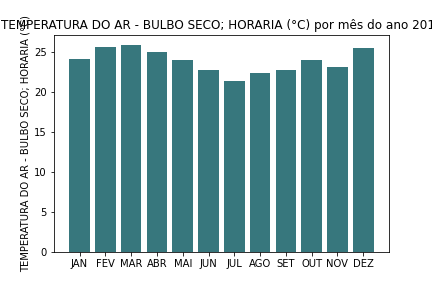 TEMPERATURA DO AR - BULBO SECO; HORARIA (°C) por mês do ano 201
TEMPERATURA DO AR - BULBO SECO; HORARIA (°C)
25
20
15
10
5
0
JAN FEV MAR ABR MAI JUN JUL AGO SET OUT NOV DEZ